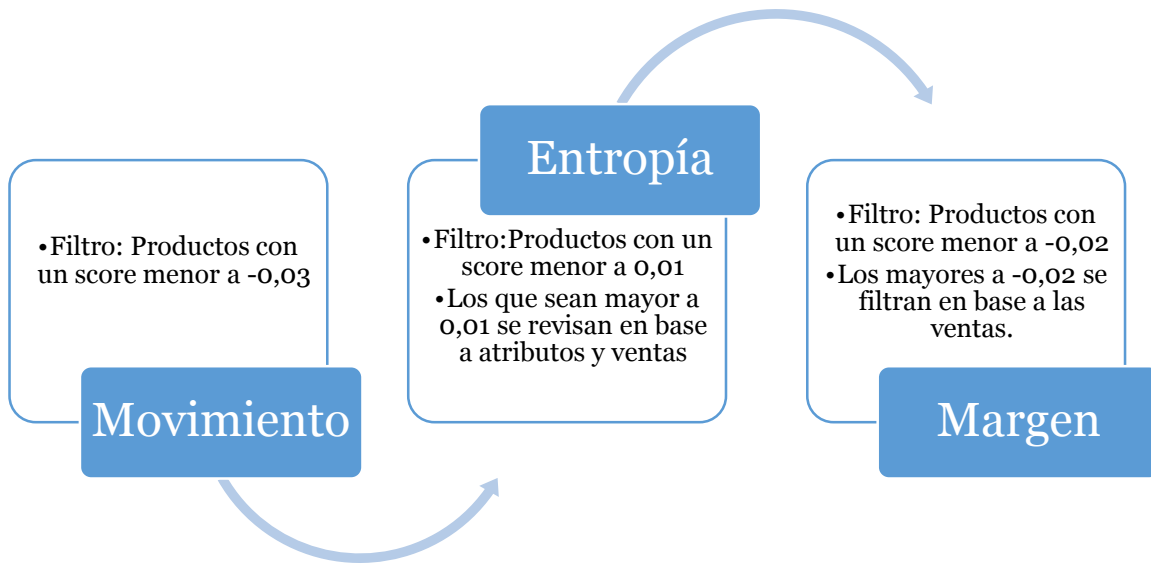 •Filtro: Productos con
un score menor a -0,03
Movimiento
Entropía
•Filtro:Productos con un
score menor a 0,01
•Los que sean mayor a
0,01 se revisan en base
a atributos y ventas
•Filtro: Productos con
un score menor a -0,02
•Los mayores a -0,02 se
filtran en base a las
ventas.
Margen